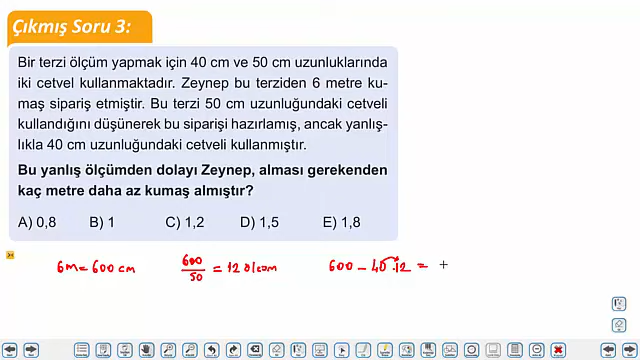 Çıkmış Soru 3:
Bir terzi ölçüm yapmak için 40 cm ve 50 cm uzunluklarında
iki cetvel kullanmaktadır. Zeynep bu terziden 6 metre ku-
maş sipariş etmiştir. Bu terzi 50 cm uzunluğundaki cetveli
kullandığını düşünerek bu siparişi hazırlamış, ancak yanlış-
lıkla 40 cm uzunluğundaki cetveli kullanmıştır.
Bu yanlış ölçümden dolayı Zeynep, alması gerekenden
kaç metre daha az kumaş almıştır?
A) 0,8 B) 1 C) 1,2 D) 1,5 E) 1,8
6m = 600 cm 600/50 = 12 ölçüm 600 - 40.12 =